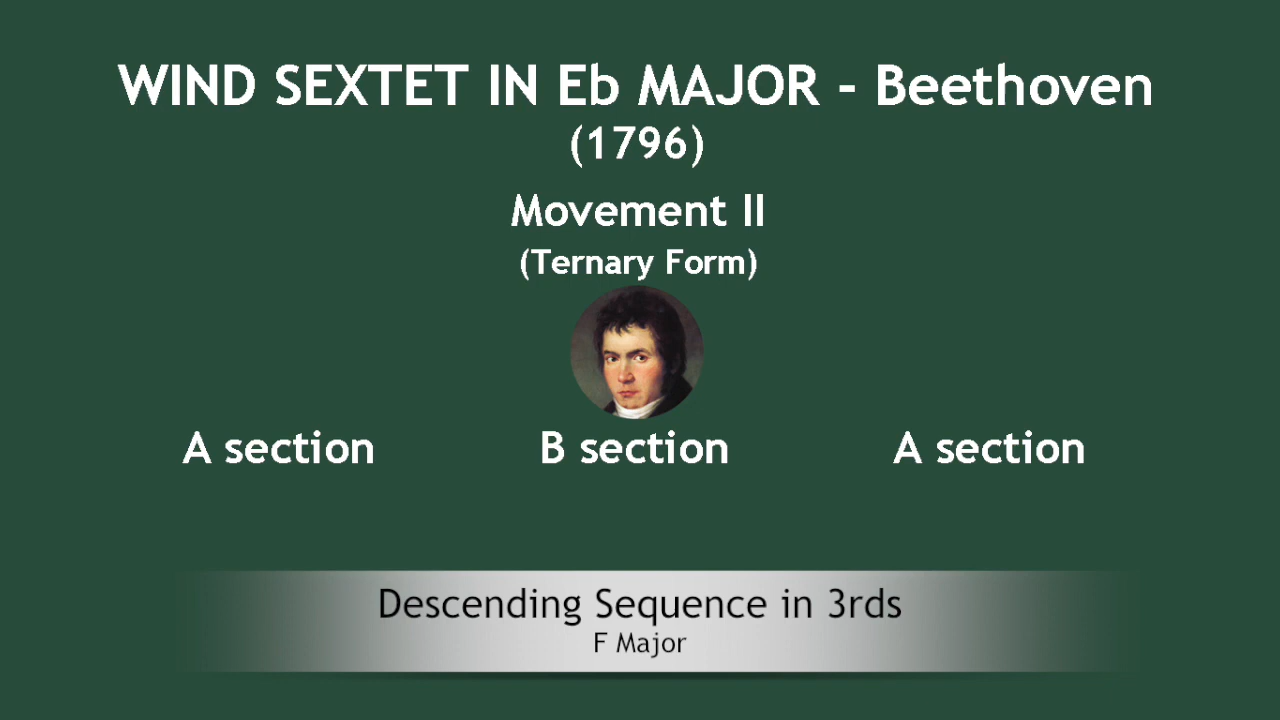 WIND SEXTET IN Eb MAJOR - Beethoven
(1796)
Movement II
(Ternary Form)
A section B section A section
Descending Sequence in 3rds
F Major